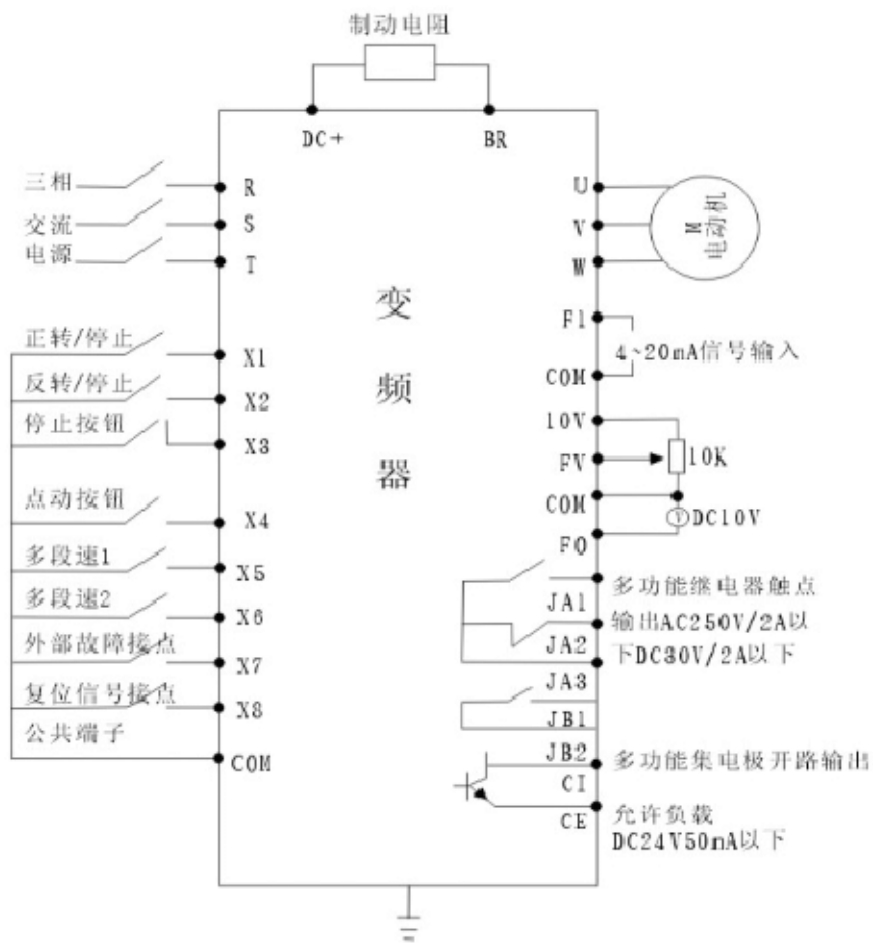 制动电阻
DC+
BR
三相
R
交流
S
电源
T
正转/停止
X1
反转/停止
X2
停止按钮
X3
点动按钮
X4
多段速1
X5
多段速2
X6
外部故障接点
X7
复位信号接点
X8
公共端子
COM
变
频
器
U
V
W
M
电动机
F1
4~20mA信号输入
COM
10V
FV
10K
COM
V
DC10V
FQ
JA1
多功能继电器触点
JA2
输出AC250V/2A以
下DC30V/2A以下
JA3
JB1
JB2
多功能集电极开路输出
CI
CE
允许负载
DC24V50mA以下